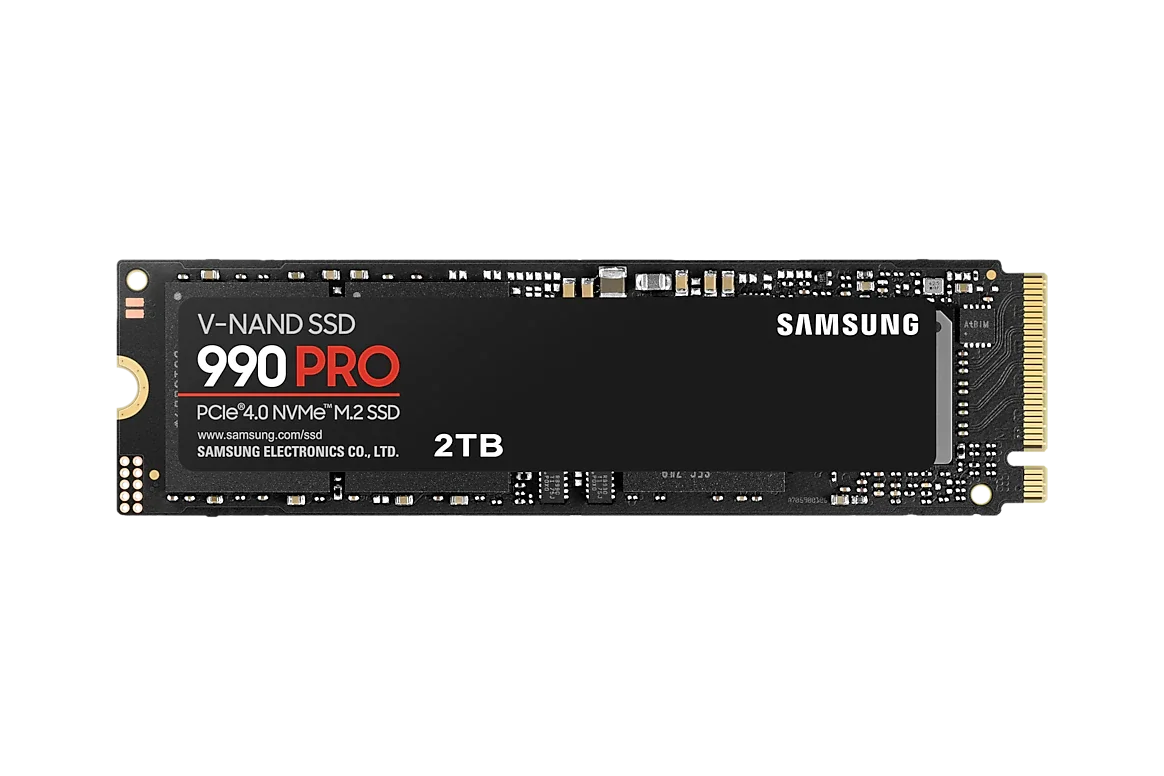 V-NAND SSD
SAMSUNG
990 PRO
PCIe®4.0 NVMe™ M.2 SSD
www.samsung.com/ssd
SAMSUNG ELECTRONICS CO., LTD.
2TB